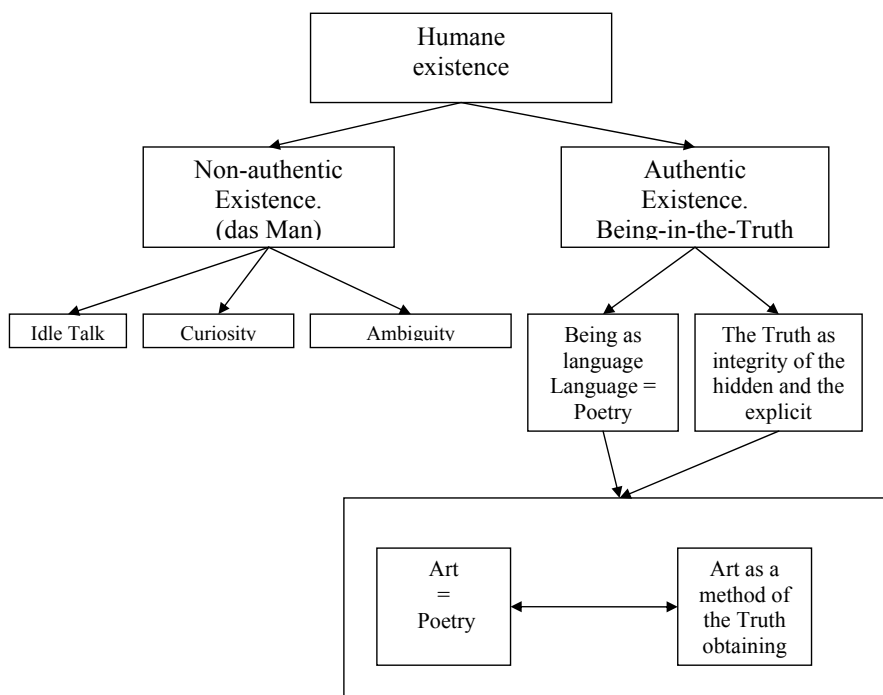 Humane
existence
Non-authentic
Existence.
(das Man)
Authentic
Existence.
Being-in-the-Truth
Idle Talk
Curiosity
Ambiguity
Being as
language
Language =
Poetry
The Truth as
integrity of the
hidden and the
explicit
Art
=
Poetry
Art as a
method of
the Truth
obtaining